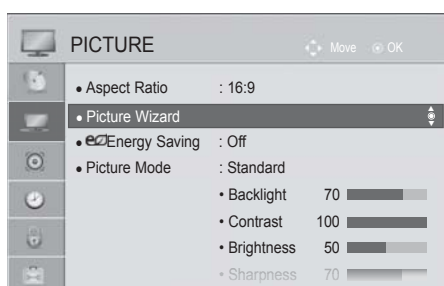 PICTURE Move OK
• Aspect Ratio : 16:9
• Picture Wizard
• eco Energy Saving : Off
• Picture Mode : Standard
• Backlight 70
• Contrast 100
• Brightness 50
• Sharpness 70